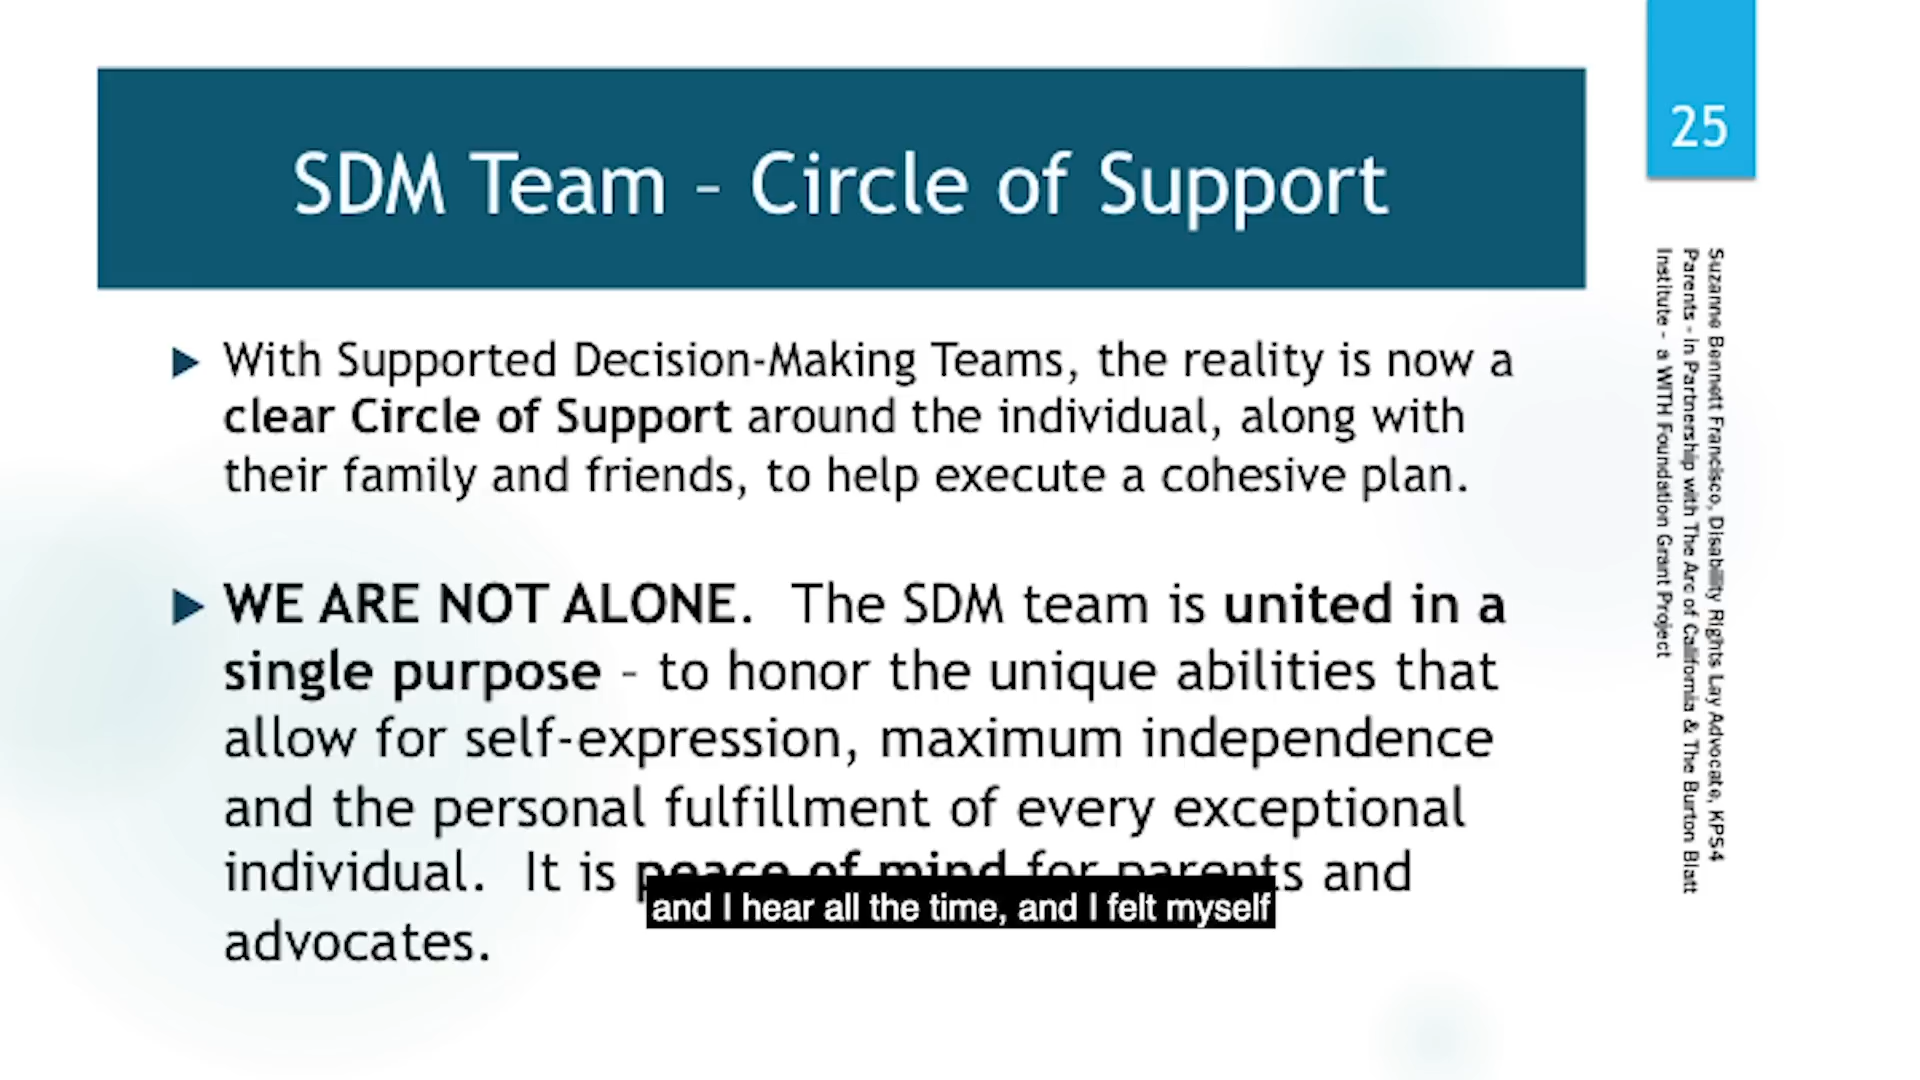 25
SDM Team – Circle of Support
With Supported Decision-Making Teams, the reality is now a
clear Circle of Support around the individual, along with
their family and friends, to help execute a cohesive plan.
WE ARE NOT ALONE.  The SDM team is united in a
single purpose – to honor the unique abilities that
allow for self-expression, maximum independence
and the personal fulfillment of every exceptional
individual.  It is peace of mind for parents and
advocates.
and I hear all the time, and I felt myself
Suzanne Bennett Francisco, Disability Rights Lay Advocate, KPS4
Parents - in Partnership with The Arc of California & The Burton Blatt
Institute - a WITH Foundation Grant Project